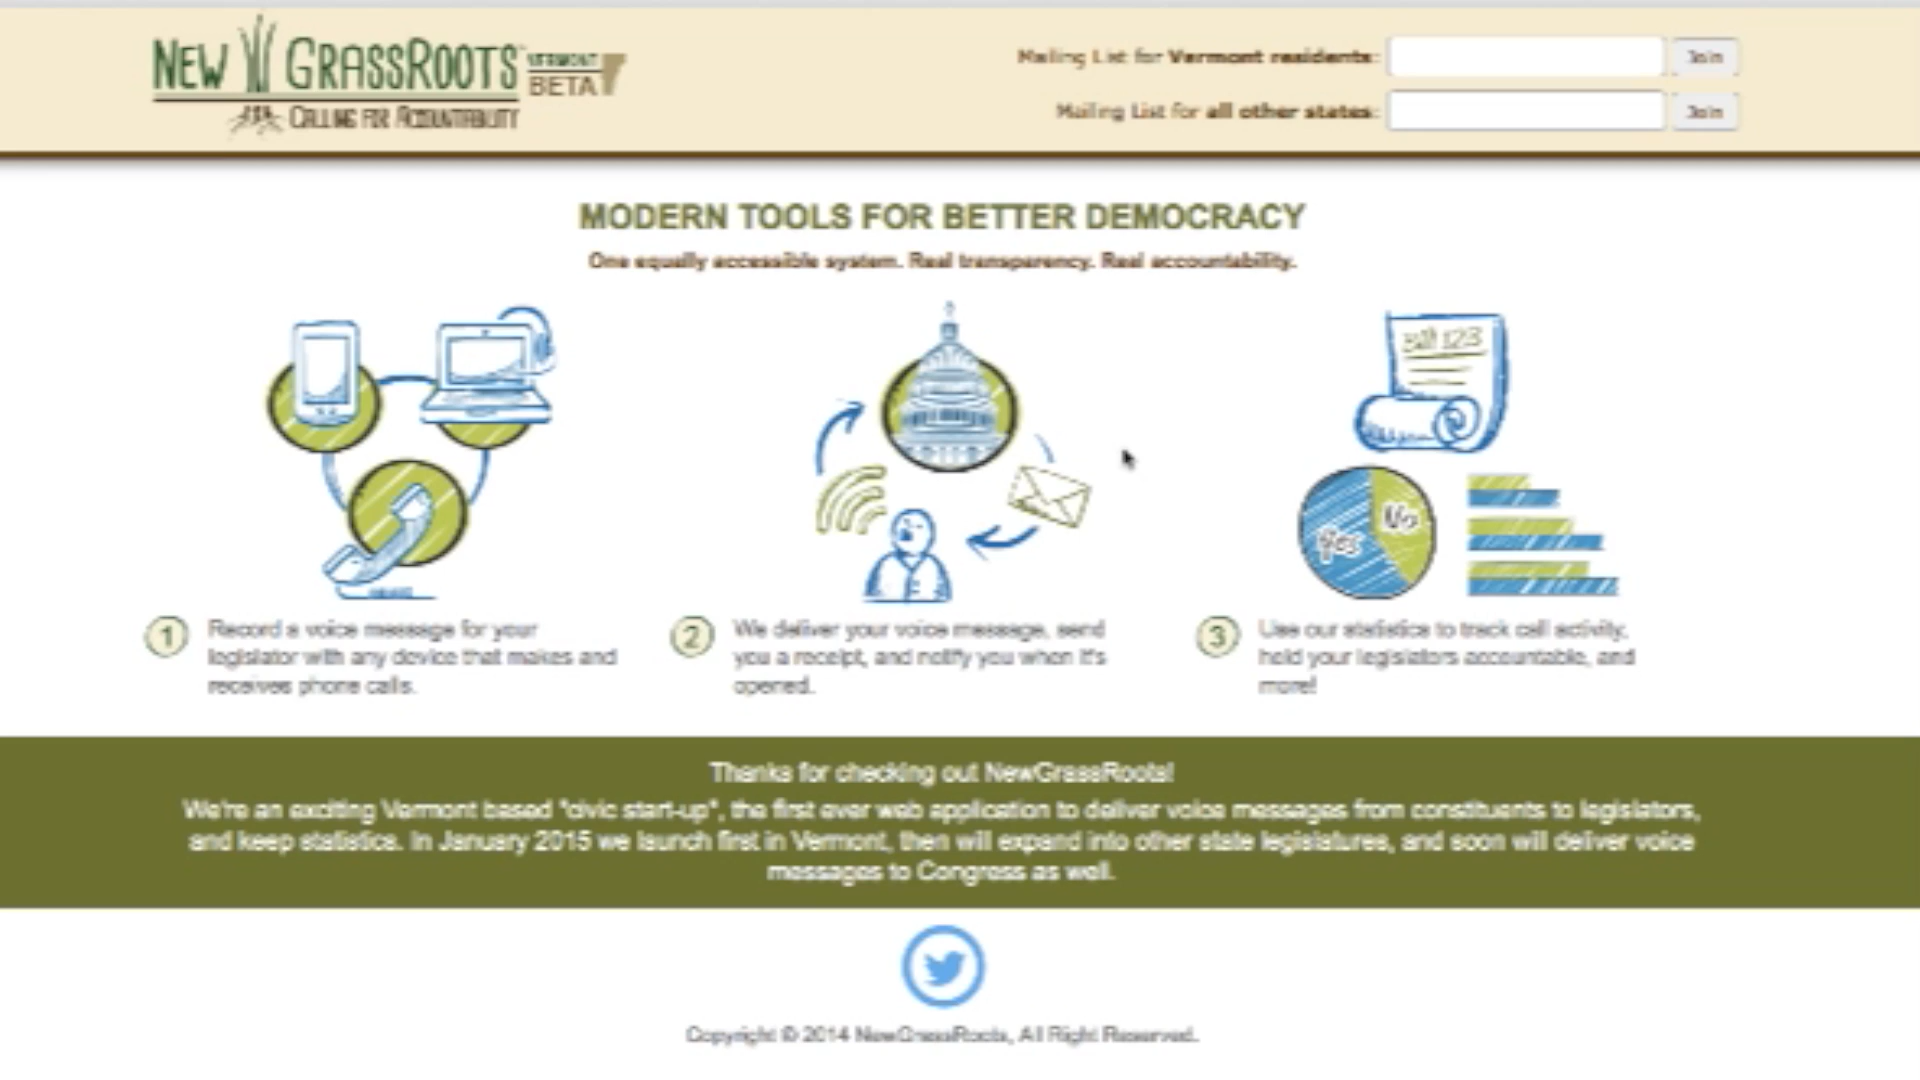 NEW GRASSROOTS
VERMONT
BETA
CALLING FOR ACCOUNTABILITY
Mailing List for Vermont residents:
Join
Mailing List for all other states:
Join
MODERN TOOLS FOR BETTER DEMOCRACY
One equally accessible system. Real transparency. Real accountability.
Bill 123
Yes
No
1
Record a voice message for your
legislator with any device that makes and
receives phone calls.
2
We deliver your voice message, send
you a receipt, and notify you when it's
opened.
3
Use our statistics to track call activity,
hold your legislators accountable, and
more!
Thanks for checking out NewGrassRoots!
We're an exciting Vermont based "civic start-up", the first ever web application to deliver voice messages from constituents to legislators,
and keep statistics. In January 2015 we launch first in Vermont, then will expand into other state legislatures, and soon will deliver voice
messages to Congress as well.
Copyright © 2014 NewGrassRoots, All Right Reserved.